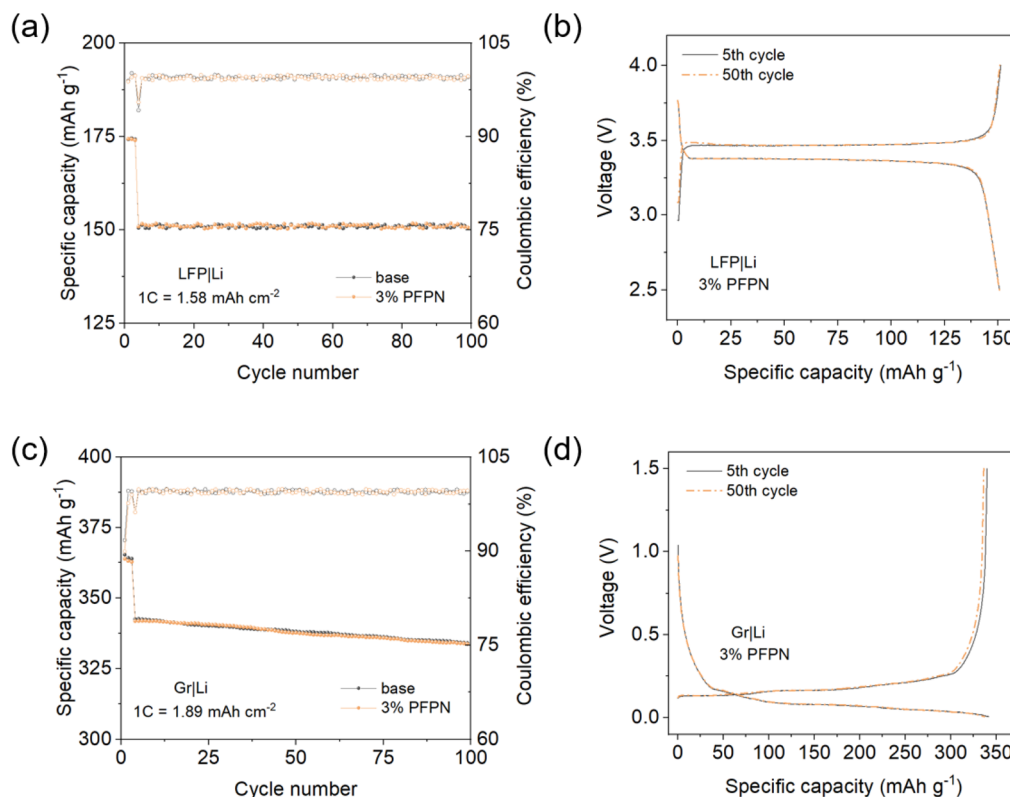 (a)
200
175
150
125
Specific capacity (mAh g⁻¹)
105
90
75
60
Coulombic efficiency (%)
LFP|Li
1C = 1.58 mAh cm⁻²
base
3% PFPN
0 20 40 60 80 100
Cycle number
(b)
5th cycle
50th cycle
4.0
3.5
3.0
2.5
Voltage (V)
LFP|Li
3% PFPN
0 25 50 75 100 125 150
Specific capacity (mAh g⁻¹)
(c)
400
375
350
325
300
Specific capacity (mAh g⁻¹)
105
90
75
60
Coulombic efficiency (%)
Gr|Li
1C = 1.89 mAh cm⁻²
base
3% PFPN
0 25 50 75 100
Cycle number
(d)
5th cycle
50th cycle
1.5
1.0
0.5
0.0
Voltage (V)
Gr|Li
3% PFPN
0 50 100 150 200 250 300 350
Specific capacity (mAh g⁻¹)